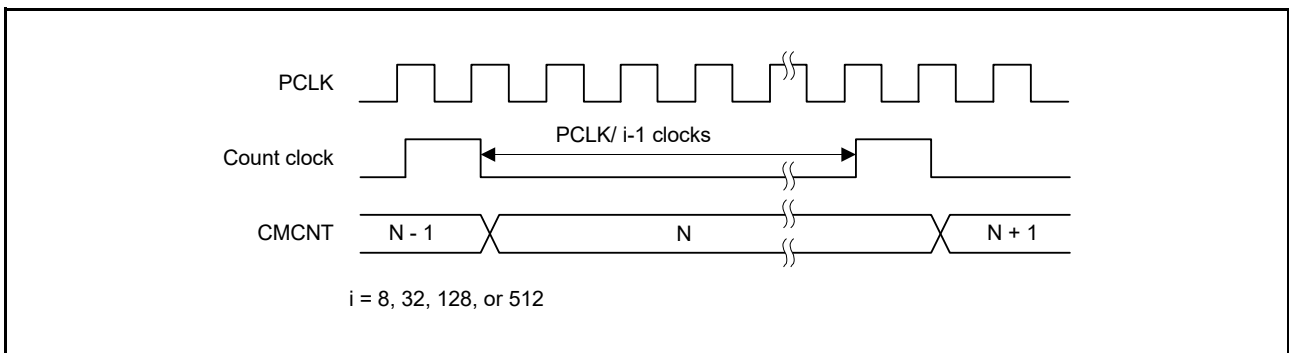 PCLK
PCLK/ i-1 clocks
Count clock
CMCNT N - 1 N N + 1
i = 8, 32, 128, or 512